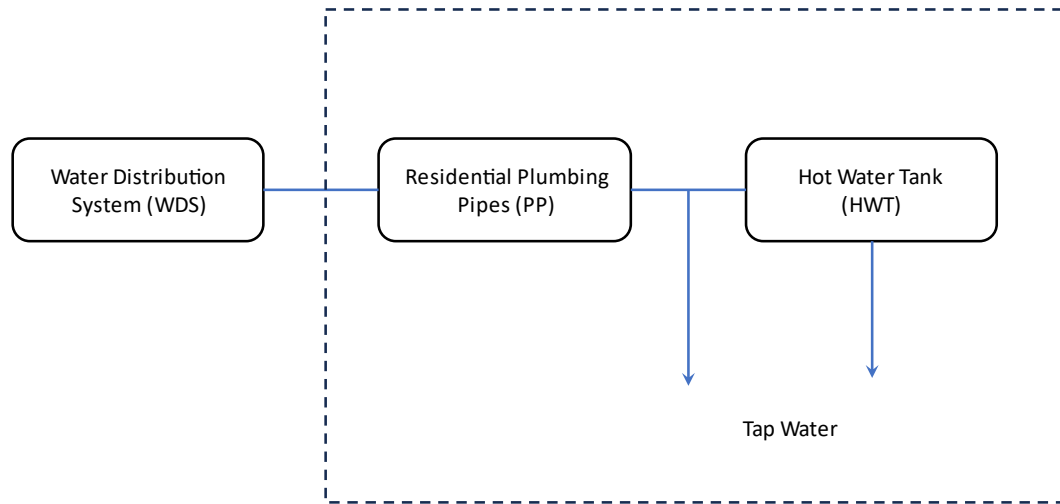 Water Distribution
System (WDS)
Residential Plumbing
Pipes (PP)
Hot Water Tank
(HWT)
Tap Water